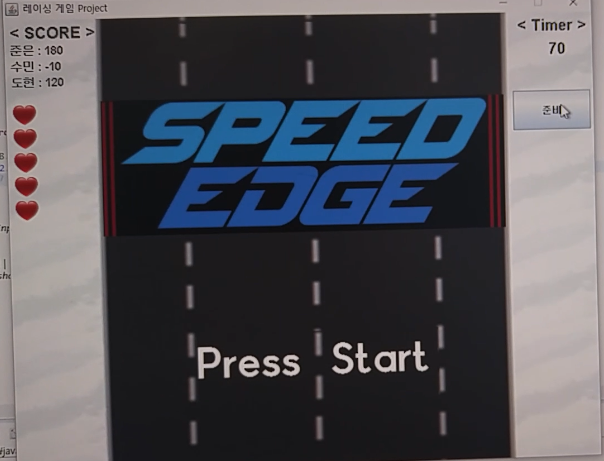 레이싱 게임 Project
< SCORE >
준은 : 180
수민 : -10
도현 : 120
< Timer >
70
준비
SPEED
EDGE
Press Start